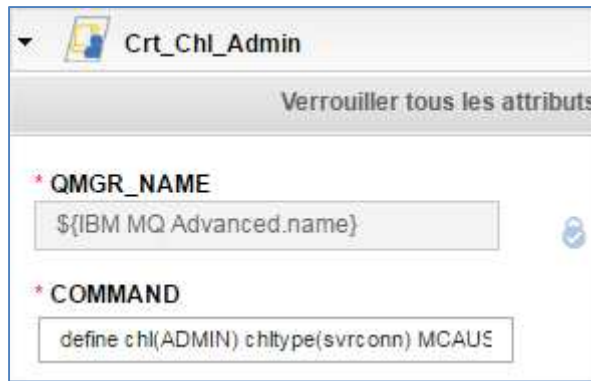 Crt_Chl_Admin
Verrouiller tous les attributs
* QMGR_NAME
${IBM MQ Advanced.name}
* COMMAND
define chl(ADMIN) chltype(svrconn) MCAUS